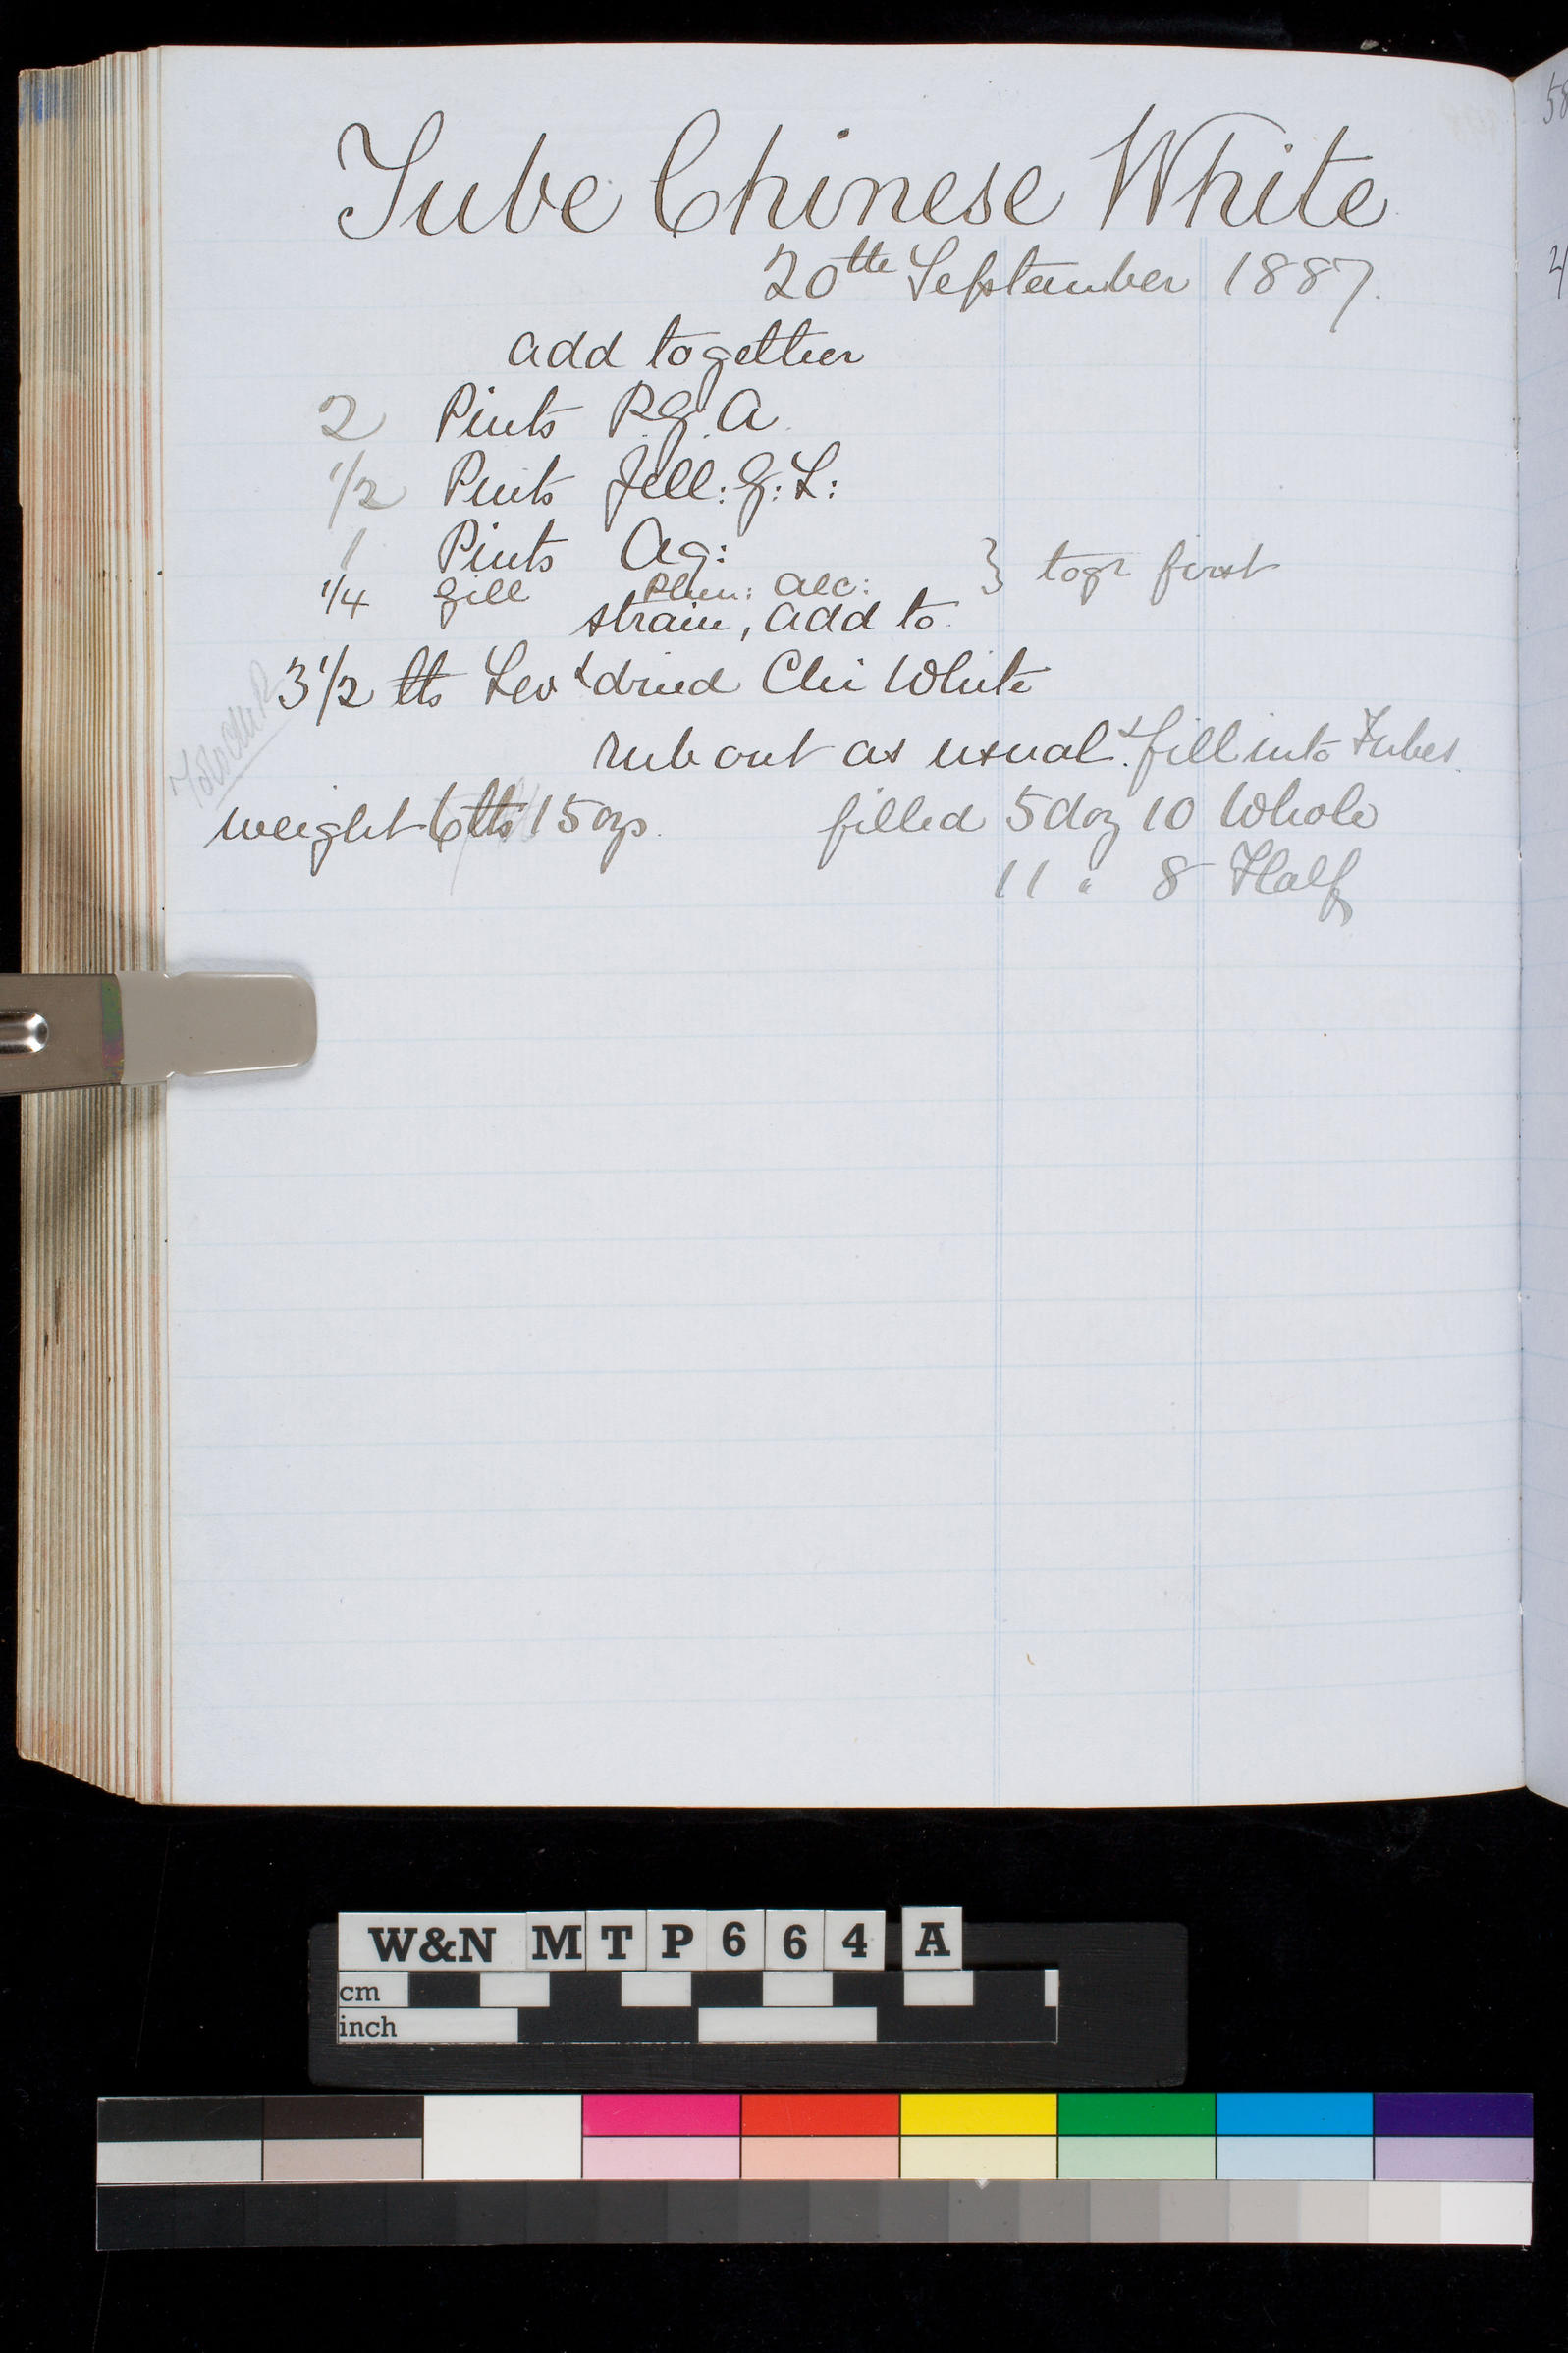 Tube Chinese White
20th September 1887.
add together
2 Pints P.G.A.
1/2 Pints Jell: G: L:
1 Pints Aq:
1/4 Gill Phen: Alc: } togr first
strain, add to
3 1/2 lbs Lev & dried Chi White
rub out as usual & fill into Tubes
weight 6 lbs 15 ozs. filled 5 doz 10 Whole
11 " 8 Half
58
W&N MTP664 A
cm
inch